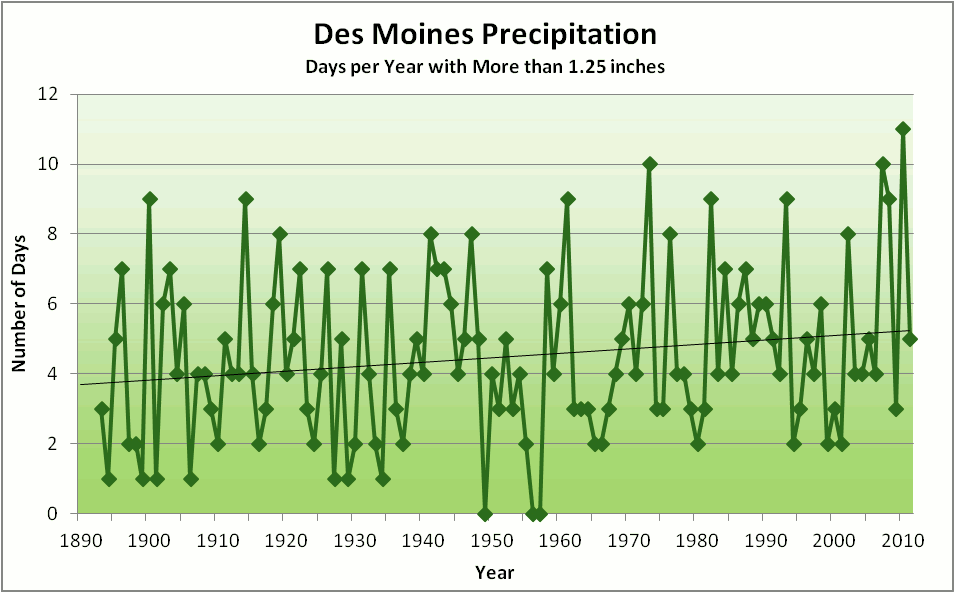 Des Moines Precipitation
Days per Year with More than 1.25 inches
12
10
8
6
4
2
0
Number of Days
1890 1900 1910 1920 1930 1940 1950 1960 1970 1980 1990 2000 2010
Year